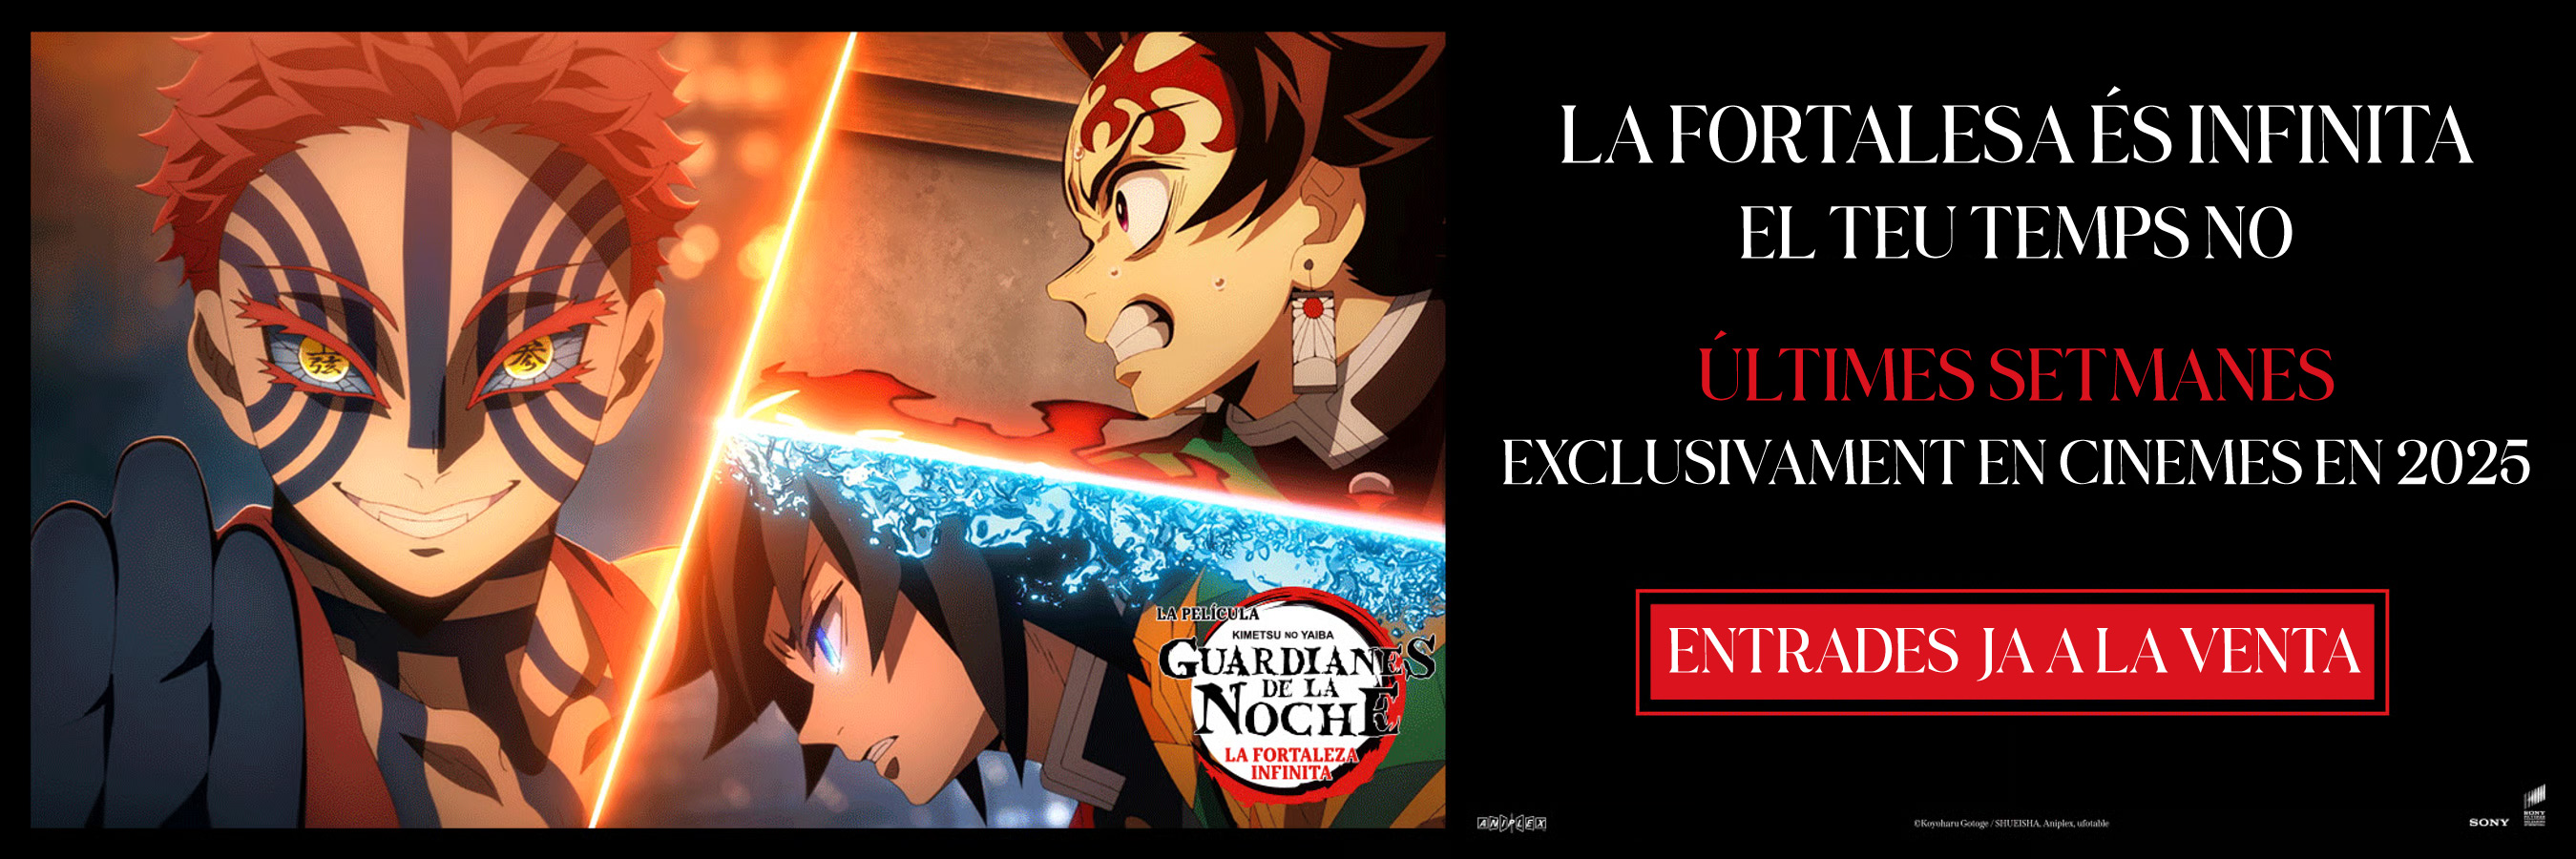 上弦
参
LA PELÍCULA
KIMETSU NO YAIBA
GUARDIANES
DE LA
NOCHE
LA FORTALEZA
INFINITA
LA FORTALESA ÉS INFINITA
EL TEU TEMPS NO
ÚLTIMES SETMANES
EXCLUSIVAMENT EN CINEMES EN 2025
ENTRADES JA A LA VENTA
ANIPLEX
©Koyoharu Gotoge / SHUEISHA, Aniplex, ufotable
SONY
SONY